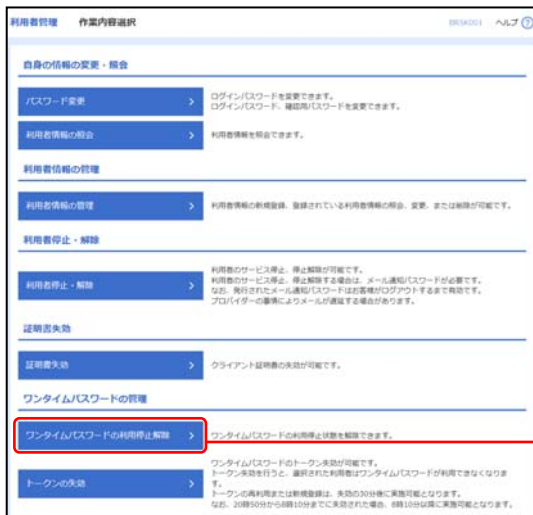 利用者管理 作業内容選択 BRSK001 ヘルプ ?
自身の情報の変更・照会
パスワード変更 >
ログインパスワードを変更できます。
ログインパスワード、確認用パスワードを変更できます。
利用者情報の照会 >
利用者情報を照会できます。
利用者情報の管理
利用者情報の管理 >
利用者情報の新規登録、登録されている利用者情報の照会、変更、または削除が可能です。
利用者停止・解除
利用者停止・解除 >
利用者のサービス停止、停止解除が可能です。
利用者のサービス停止、停止解除する場合は、メール通知パスワードが必要です。
なお、発行されたメール通知パスワードはお客様がログアウトするまで有効です。
プロバイダーの事情によりメールが遅延する場合があります。
証明書失効
証明書失効 >
クライアント証明書の失効が可能です。
ワンタイムパスワードの管理
ワンタイムパスワードの利用停止解除 >
ワンタイムパスワードの利用停止状態を解除できます。
トークンの失効 >
ワンタイムパスワードのトークン失効が可能です。
トークン失効を行うと、選択された利用者はワンタイムパスワードが利用できなくなりま
す。
トークンの再利用または新規登録は、失効の30分後に実施可能となります。
なお、20時50分から8時10分までに失効された場合、8時10分以降に実施可能となります。